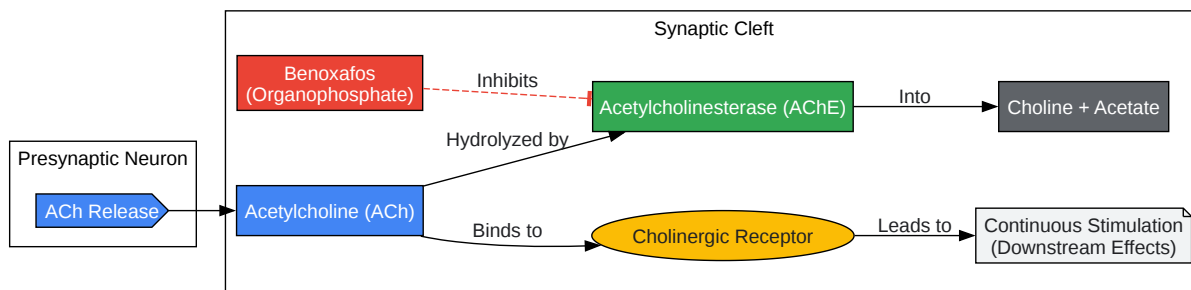 Synaptic Cleft
Benoxafos
(Organophosphate)
Inhibits
Acetylcholinesterase (AChE)
Into
Choline + Acetate
Hydrolyzed by
Presynaptic Neuron
ACh Release
Acetylcholine (ACh)
Binds to
Cholinergic Receptor
Leads to
Continuous Stimulation
(Downstream Effects)